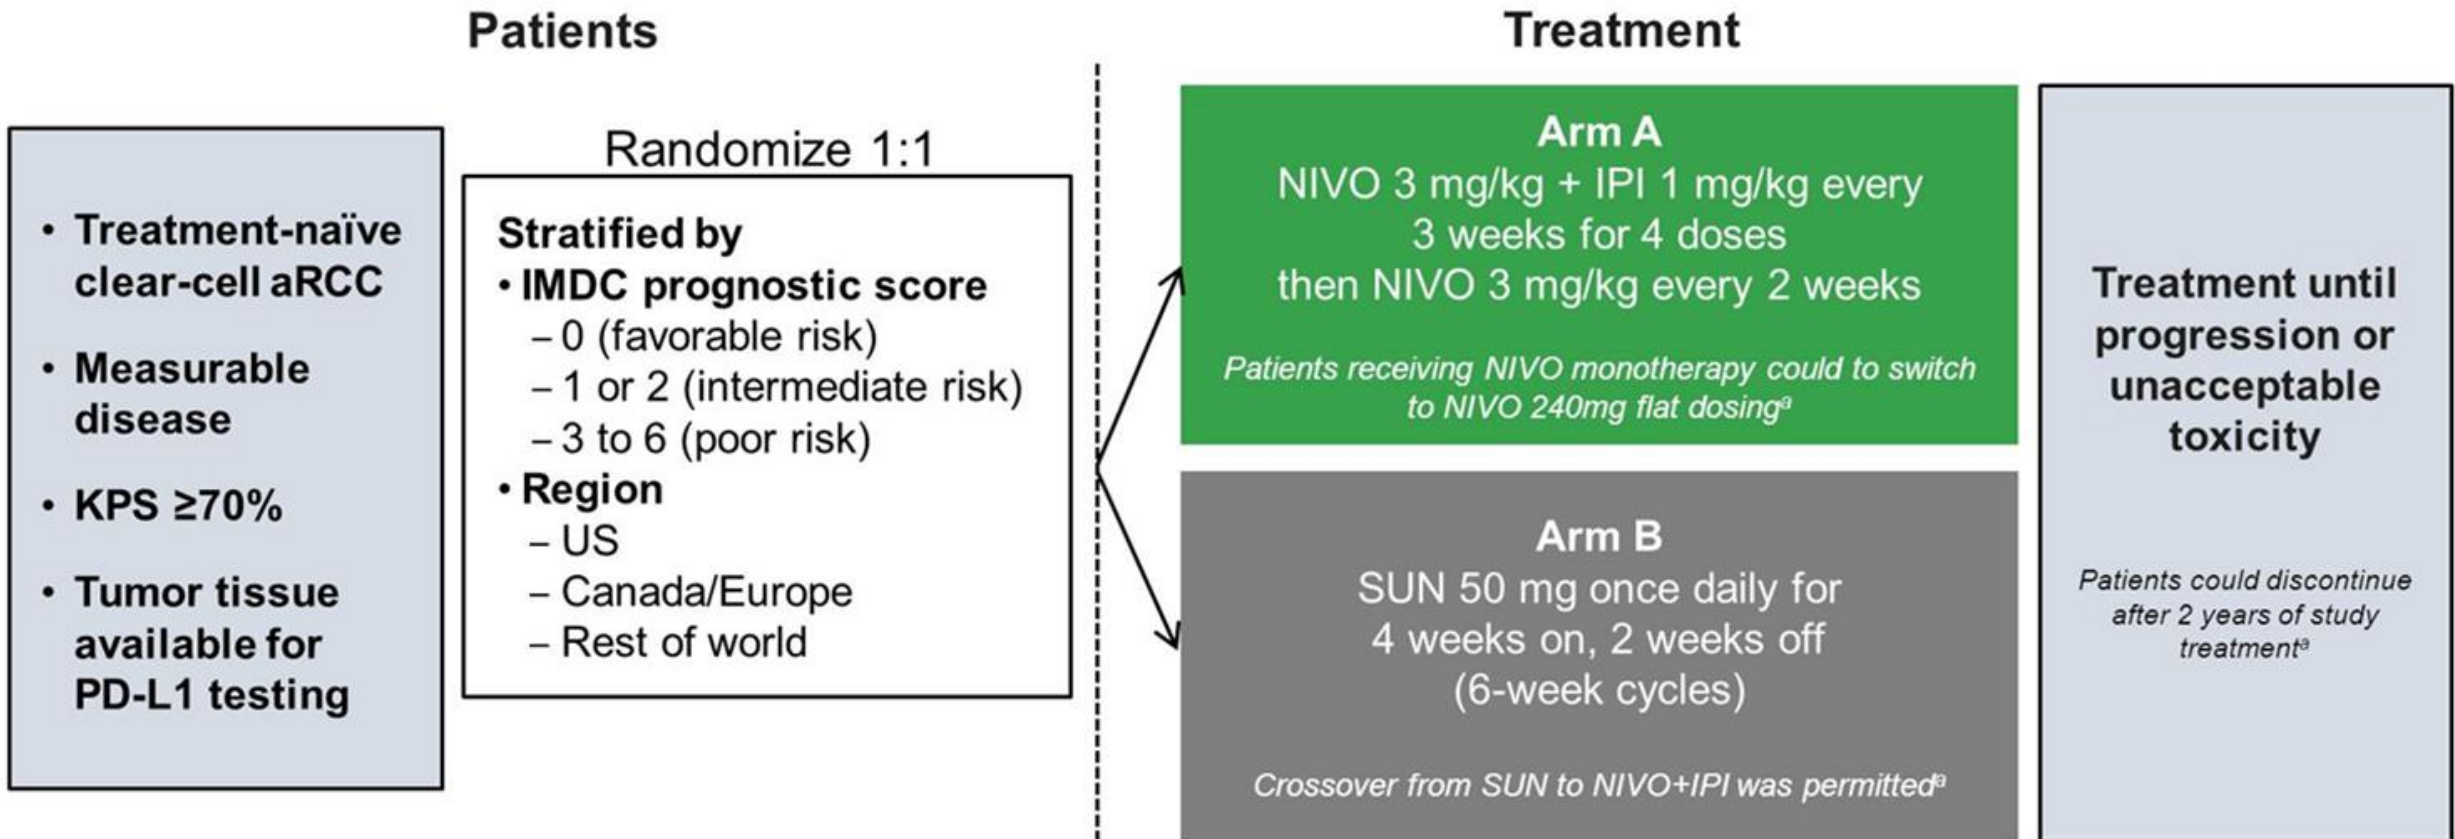 Patients
Treatment
• Treatment-naïve
clear-cell aRCC
• Measurable
disease
• KPS ≥70%
• Tumor tissue
available for
PD-L1 testing
Randomize 1:1
Stratified by
• IMDC prognostic score
– 0 (favorable risk)
– 1 or 2 (intermediate risk)
– 3 to 6 (poor risk)
• Region
– US
– Canada/Europe
– Rest of world
Arm A
NIVO 3 mg/kg + IPI 1 mg/kg every
3 weeks for 4 doses
then NIVO 3 mg/kg every 2 weeks
Patients receiving NIVO monotherapy could to switch
to NIVO 240mg flat dosingᵃ
Arm B
SUN 50 mg once daily for
4 weeks on, 2 weeks off
(6-week cycles)
Crossover from SUN to NIVO+IPI was permittedᵃ
Treatment until
progression or
unacceptable
toxicity
Patients could discontinue
after 2 years of study
treatmentᵃ